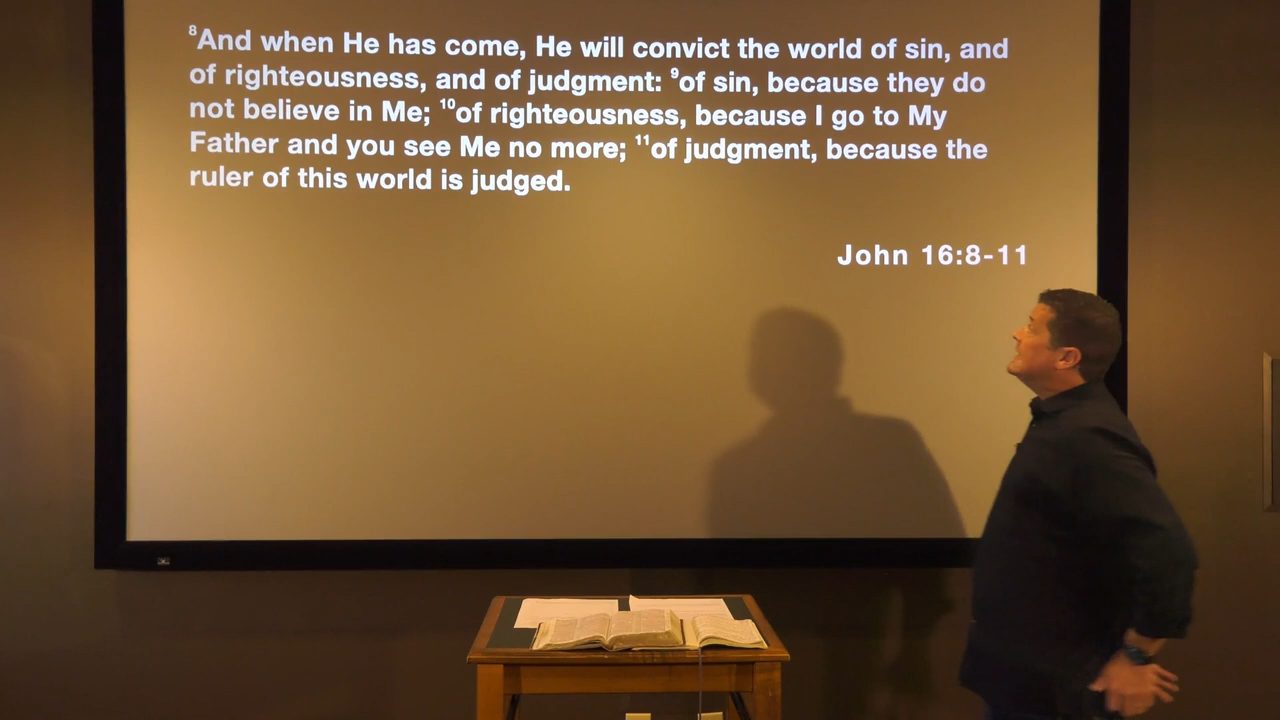 ⁸And when He has come, He will convict the world of sin, and
of righteousness, and of judgment: ⁹of sin, because they do
not believe in Me; ¹⁰of righteousness, because I go to My
Father and you see Me no more; ¹¹of judgment, because the
ruler of this world is judged.
John 16:8-11